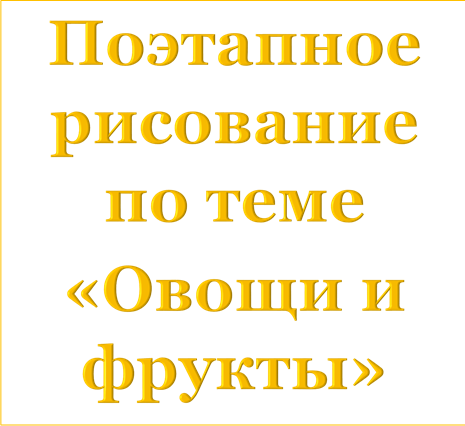 Поэтапное
рисование
по теме
«Овощи и
фрукты»